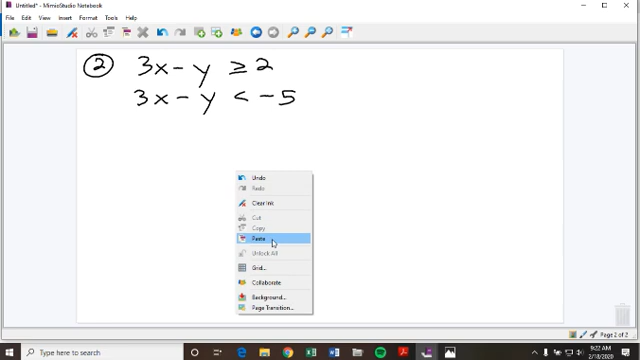 Untitled* - MimioStudio Notebook
File Edit View Insert Format Tools Help
② 3x - y ≥ 2
3x - y < -5
Undo
Redo
Clear Ink
Cut
Copy
Paste
Unlock All
Grid...
Collaborate
Background...
Page Transition...
Page 2 of 2
Type here to search
9:22 AM
2/18/2020